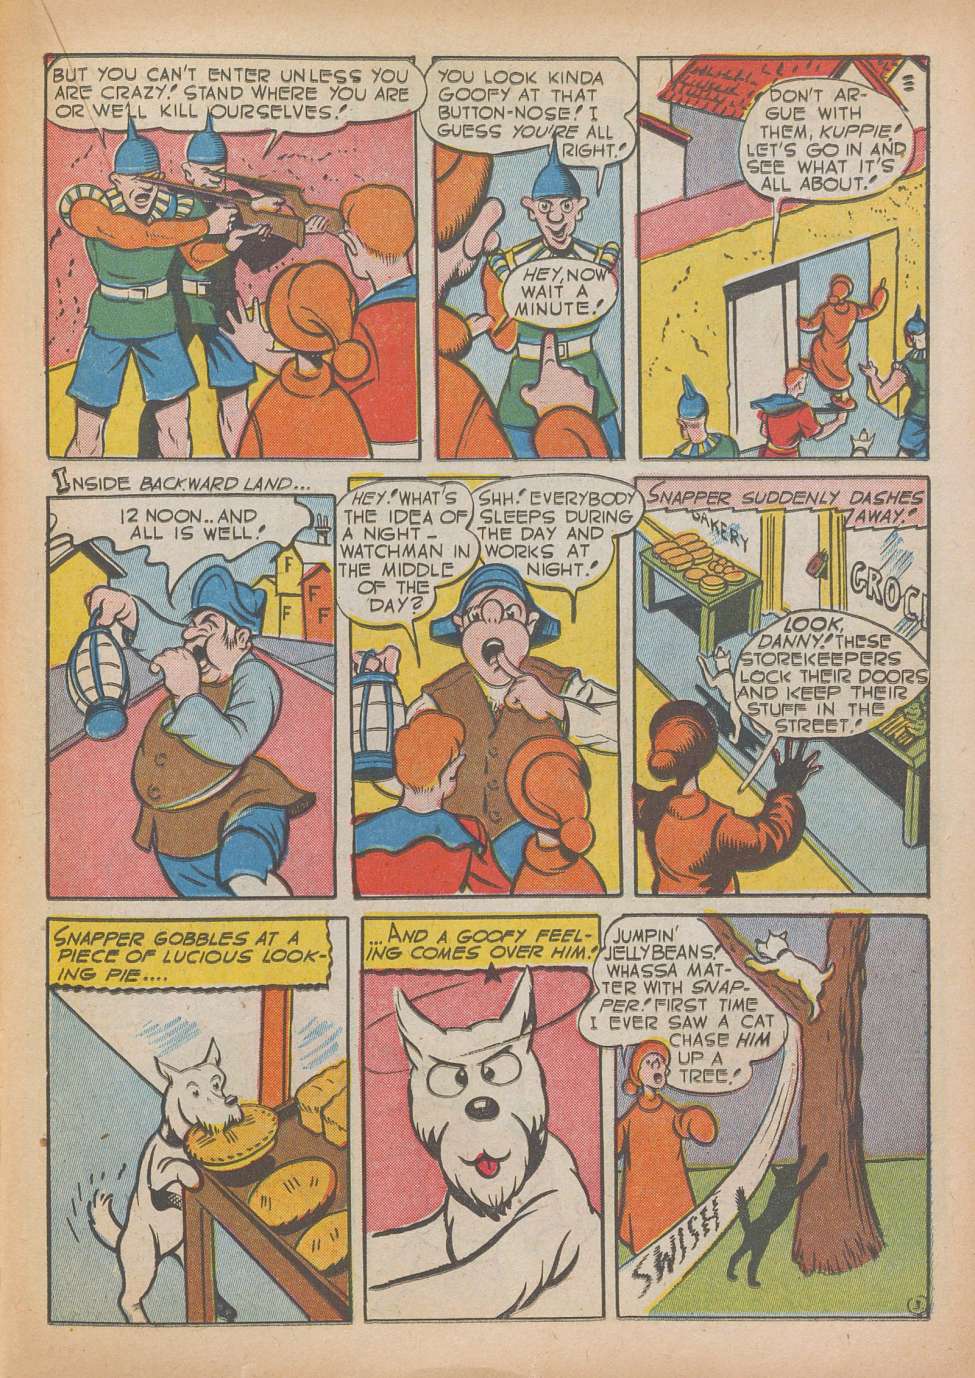 BUT YOU CAN'T ENTER UNLESS YOU
ARE CRAZY! STAND WHERE YOU ARE
OR WE'LL KILL OURSELVES!
YOU LOOK KINDA
GOOFY AT THAT
BUTTON-NOSE! I
GUESS YOU'RE ALL
RIGHT!
HEY, NOW
WAIT A
MINUTE!
DON'T AR-
GUE WITH
THEM, KUPPIE!
LET'S GO IN AND
SEE WHAT IT'S
ALL ABOUT!
INSIDE BACKWARD LAND...
12 NOON.. AND
ALL IS WELL!
F
F
F
F
HEY! WHAT'S
THE IDEA OF
A NIGHT-
WATCHMAN IN
THE MIDDLE
OF THE
DAY?
SHH! EVERYBODY
SLEEPS DURING
THE DAY AND
WORKS AT
NIGHT!
SNAPPER SUDDENLY DASHES
AWAY!
BAKERY
GROCE
LOOK,
DANNY! THESE
STOREKEEPERS
LOCK THEIR DOORS
AND KEEP THEIR
STUFF IN THE
STREET!
SNAPPER GOBBLES AT A
PIECE OF LUCIOUS LOOK-
ING PIE....
...AND A GOOFY FEEL-
ING COMES OVER HIM!
JUMPIN'
JELLYBEANS!
WHASSA MAT-
TER WITH SNAP-
PER! FIRST TIME
I EVER SAW A CAT
CHASE HIM
UP A
TREE!
SWISH
3